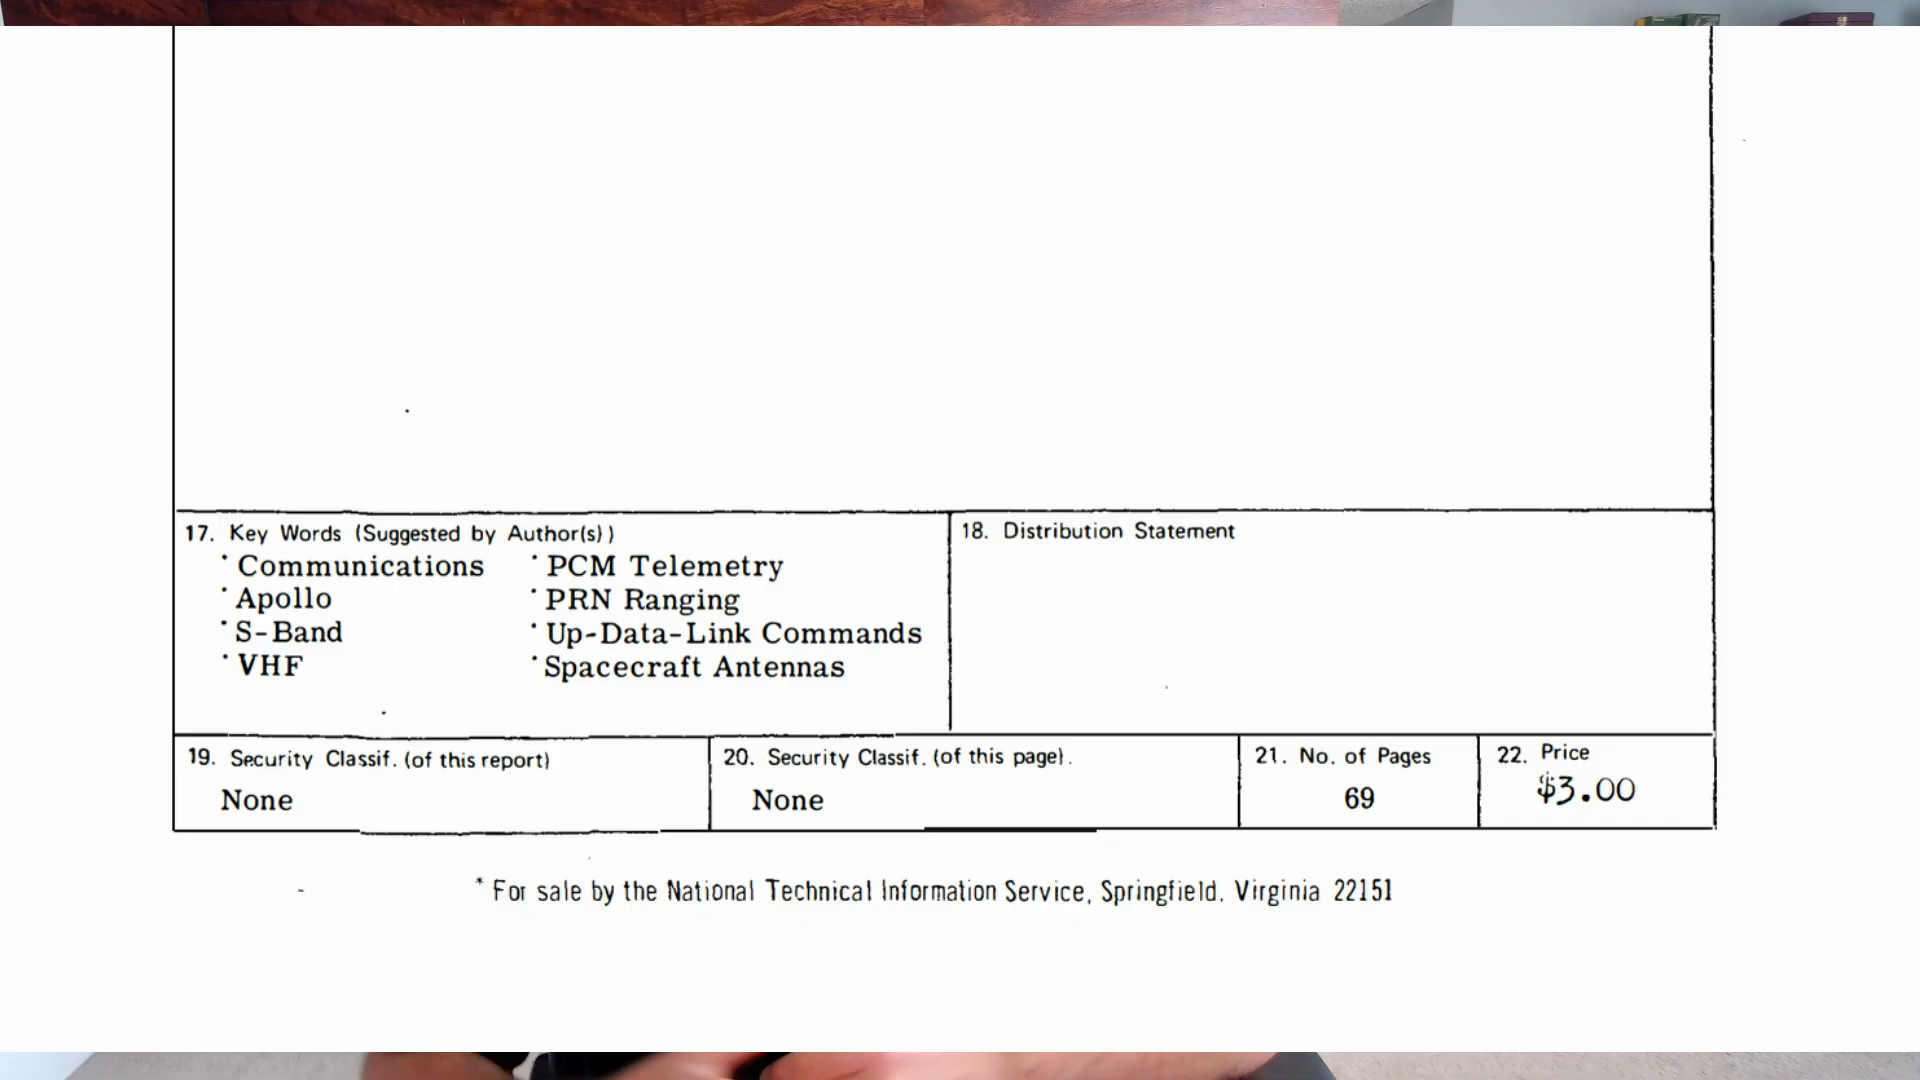 17. Key Words (Suggested by Author(s))
· Communications
· Apollo
· S-Band
· VHF
· PCM Telemetry
· PRN Ranging
· Up-Data-Link Commands
· Spacecraft Antennas
18. Distribution Statement
19. Security Classif. (of this report)
None
20. Security Classif. (of this page).
None
21. No. of Pages
69
22. Price
$3.00
* For sale by the National Technical Information Service, Springfield, Virginia 22151